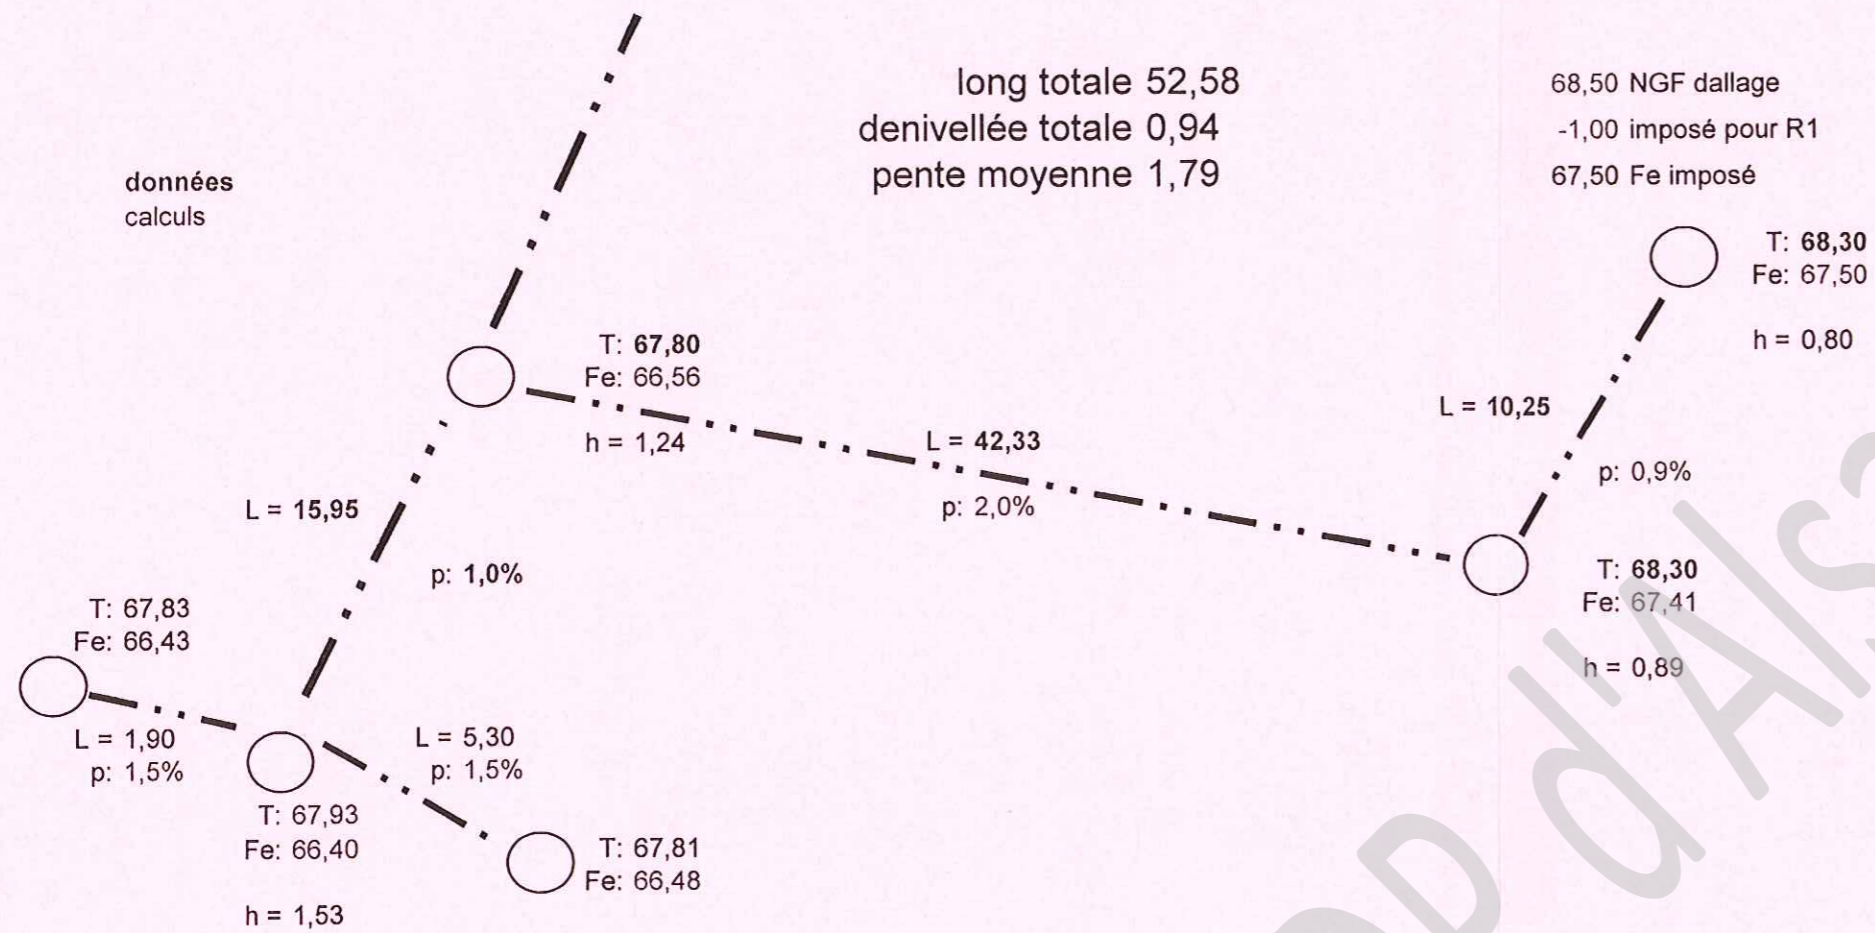 long totale 52,58
denivellée totale 0,94
pente moyenne 1,79
68,50 NGF dallage
-1,00 imposé pour R1
67,50 Fe imposé
données
calculs
T: 68,30
Fe: 67,50
h = 0,80
T: 67,80
Fe: 66,56
h = 1,24
L = 42,33
p: 2,0%
L = 10,25
p: 0,9%
T: 68,30
Fe: 67,41
h = 0,89
L = 15,95
p: 1,0%
T: 67,83
Fe: 66,43
L = 1,90
p: 1,5%
L = 5,30
p: 1,5%
T: 67,93
Fe: 66,40
h = 1,53
T: 67,81
Fe: 66,48